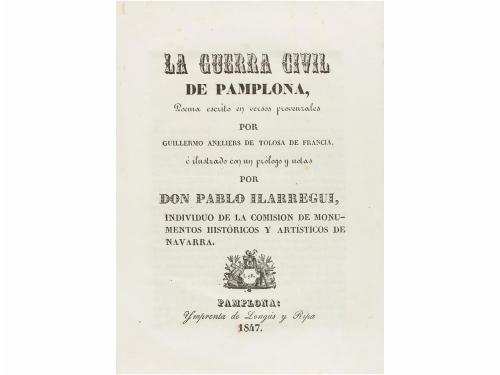 LA GUERRA CIVIL
DE PAMPLONA,
Poema escrito en versos provenzales
POR
GUILLERMO ANELIERS DE TOLOSA DE FRANCIA,
é ilustrado con un prólogo y notas
POR
DON PABLO ILARREGUI,
INDIVIDUO DE LA COMISION DE MONU-
MENTOS HISTÓRICOS Y ARTÍSTICOS DE
NAVARRA.
PAMPLONA:
Ymprenta de Longás y Ripa
1847.